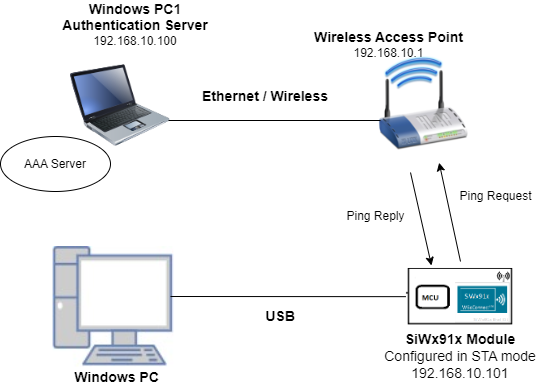 Windows PC1
Authentication Server
192.168.10.100
Wireless Access Point
192.168.10.1
Ethernet / Wireless
AAA Server
Ping Reply
Ping Request
MCU
SiWx91x
USB
Windows PC
SiWx91x Module
Configured in STA mode
192.168.10.101